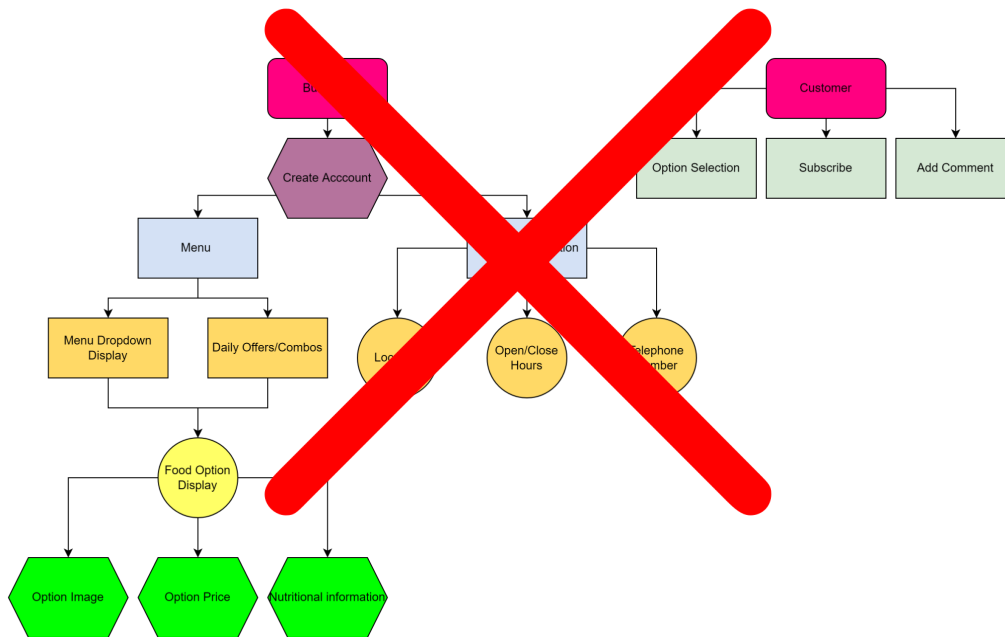 Customer
Create Acccount
Option Selection
Subscribe
Add Comment
Menu
Menu Dropdown
Display
Daily Offers/Combos
Open/Close
Hours
Food Option
Display
Option Image
Option Price
Nutritional information